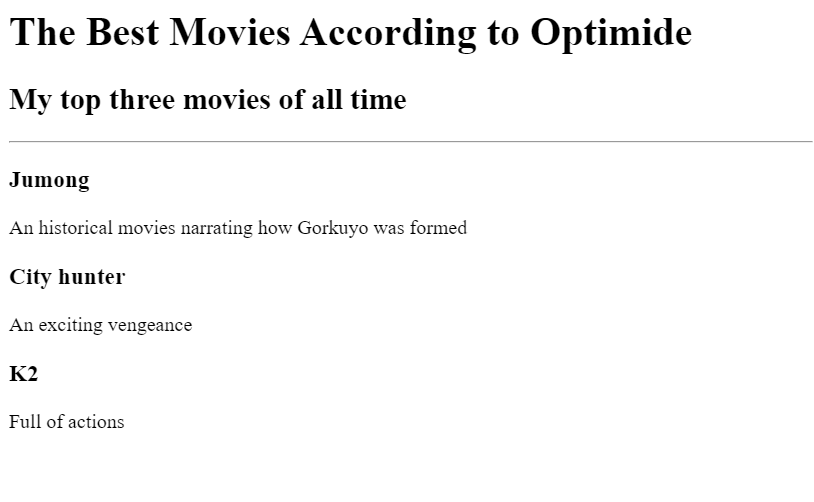 The Best Movies According to Optimide
My top three movies of all time
Jumong
An historical movies narrating how Gorkuyo was formed
City hunter
An exciting vengeance
K2
Full of actions